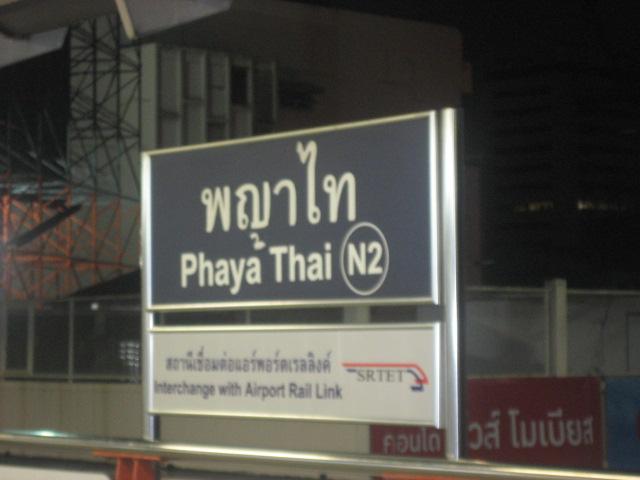 พญาไท
Phaya Thai N2
สถานีเชื่อมต่อแอร์พอร์ตเรลลิงค์
Interchange with Airport Rail Link
SRTET
คอนโด
วส์ โมเบียส